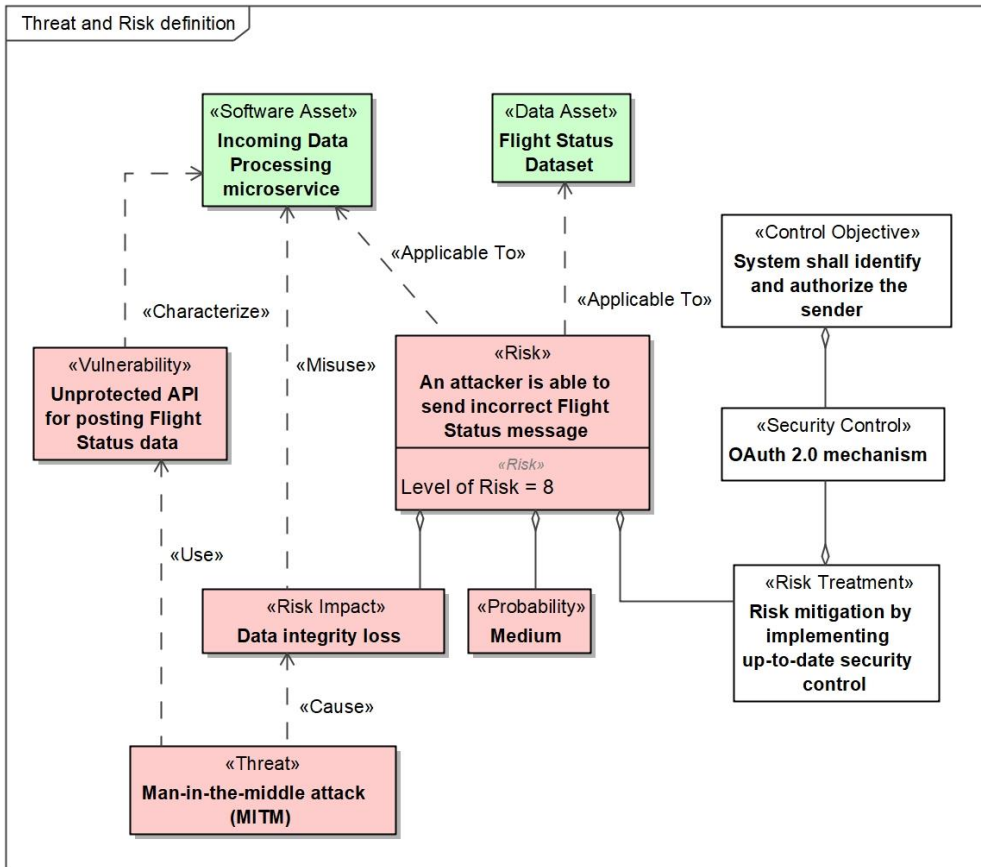 Threat and Risk definition
«Software Asset»
Incoming Data
Processing
microservice
«Data Asset»
Flight Status
Dataset
«Control Objective»
System shall identify
and authorize the
sender
«Applicable To»
«Applicable To»
«Characterize»
«Misuse»
«Vulnerability»
Unprotected API
for posting Flight
Status data
«Risk»
An attacker is able to
send incorrect Flight
Status message
«Risk»
Level of Risk = 8
«Security Control»
OAuth 2.0 mechanism
«Use»
«Risk Impact»
Data integrity loss
«Probability»
Medium
«Risk Treatment»
Risk mitigation by
implementing
up-to-date security
control
«Cause»
«Threat»
Man-in-the-middle attack
(MITM)